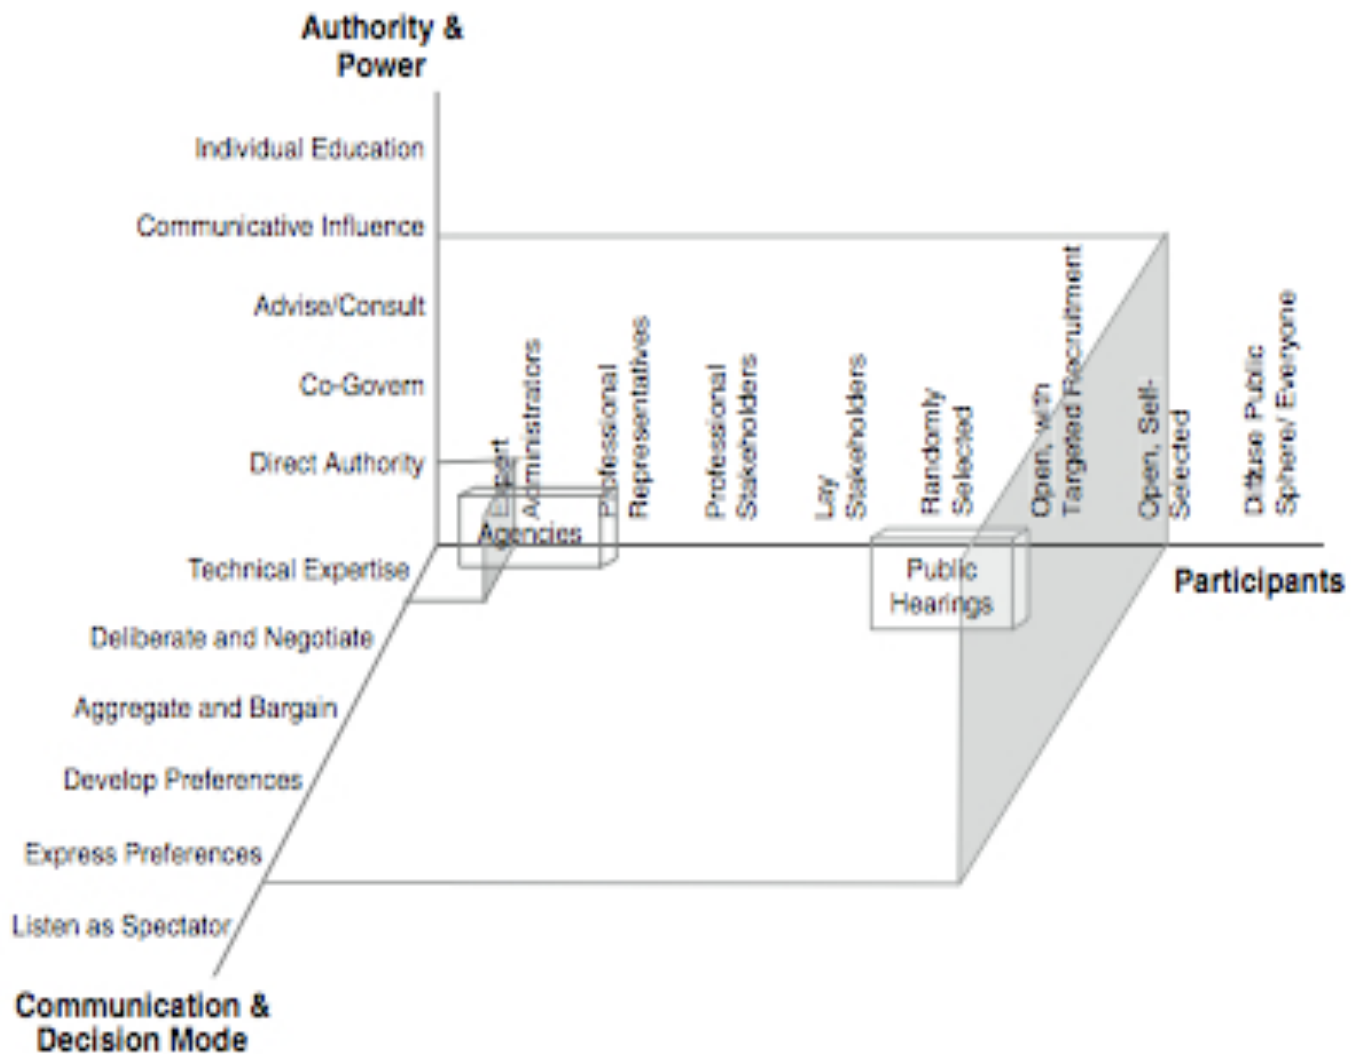 Authority &
Power
Individual Education
Communicative Influence
Advise/Consult
Co-Govern
Direct Authority
Expert
Administrators
Professional
Representatives
Professional
Stakeholders
Lay
Stakeholders
Randomly
Selected
Open, with
Targeted Recruitment
Open, Self-
Selected
Diffuse Public
Sphere/ Everyone
Agencies
Public
Hearings
Participants
Technical Expertise
Deliberate and Negotiate
Aggregate and Bargain
Develop Preferences
Express Preferences
Listen as Spectator
Communication &
Decision Mode